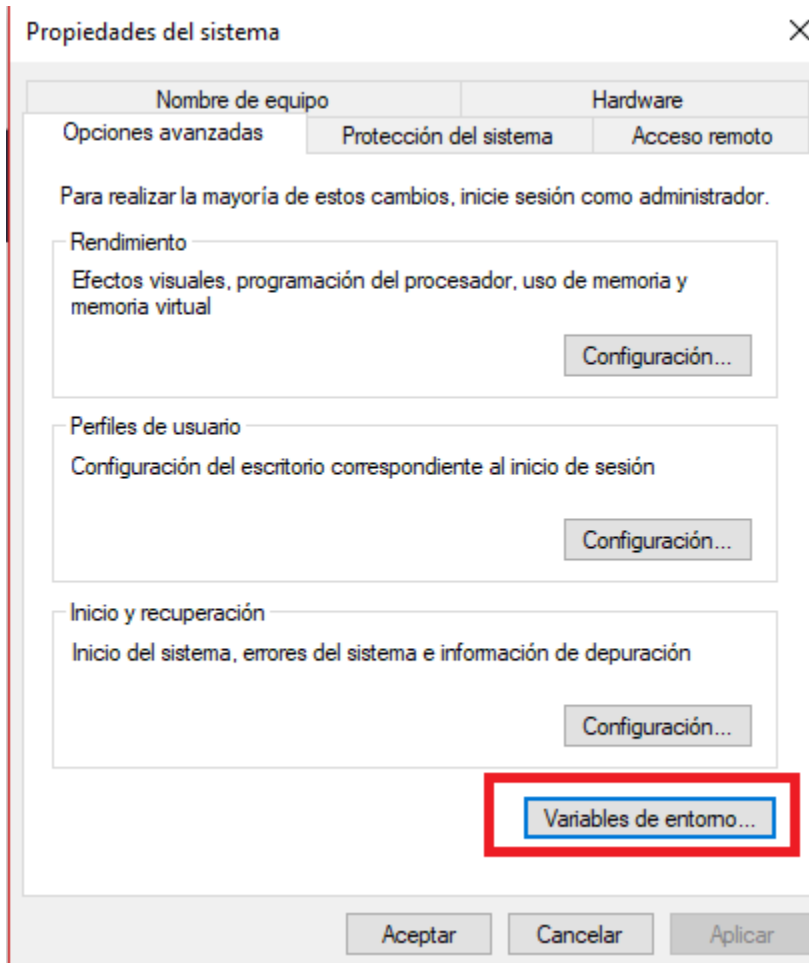 Propiedades del sistema
Nombre de equipo
Hardware
Opciones avanzadas
Protección del sistema
Acceso remoto
Para realizar la mayoría de estos cambios, inicie sesión como administrador.
Rendimiento
Efectos visuales, programación del procesador, uso de memoria y
memoria virtual
Configuración...
Perfiles de usuario
Configuración del escritorio correspondiente al inicio de sesión
Configuración...
Inicio y recuperación
Inicio del sistema, errores del sistema e información de depuración
Configuración...
Variables de entorno...
Aceptar
Cancelar
Aplicar